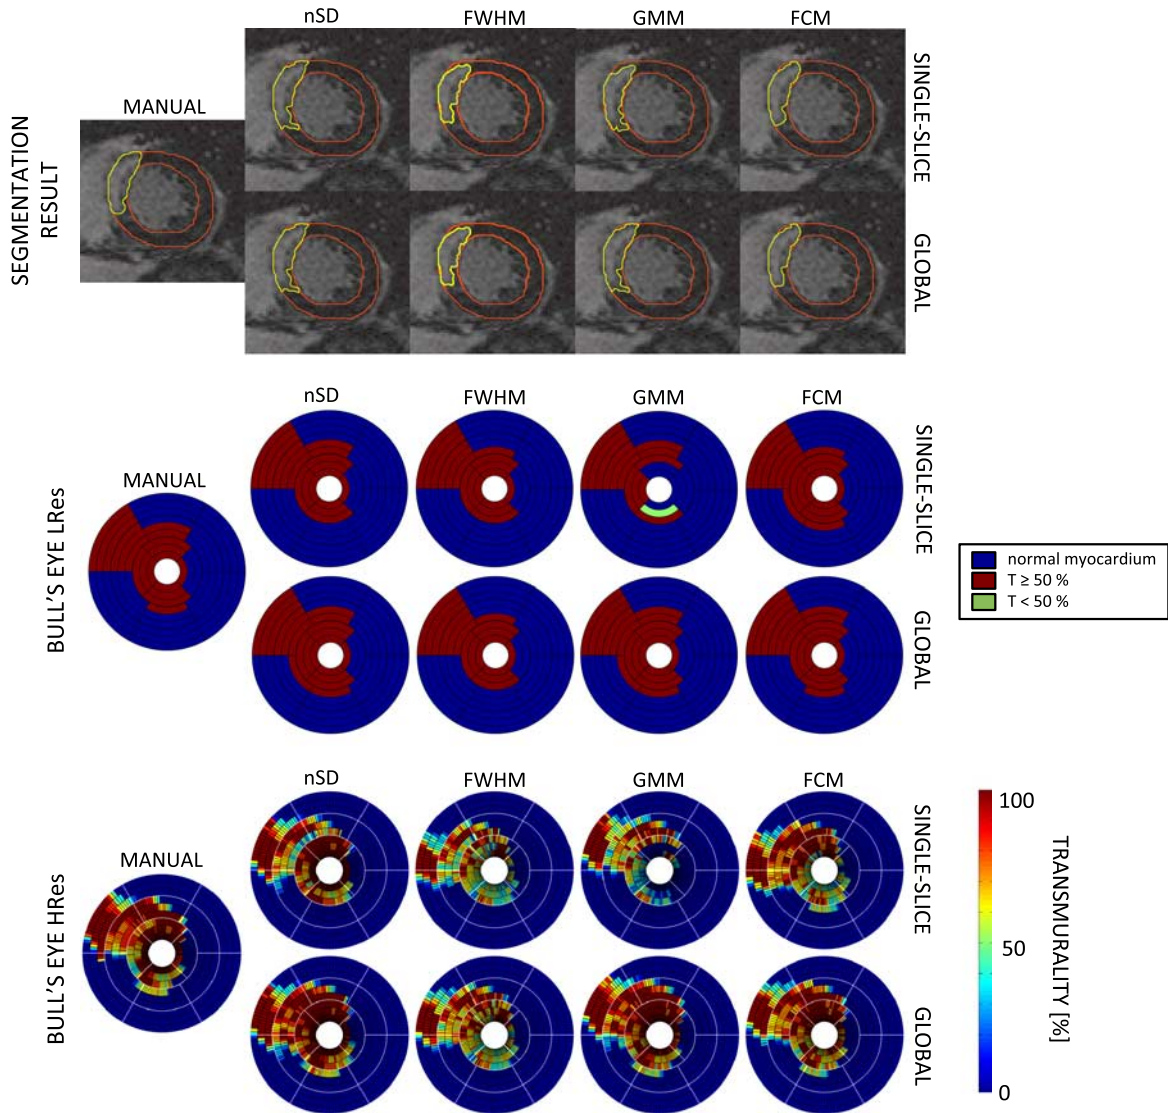 nSD FWHM GMM FCM
MANUAL
SINGLE-SLICE
SEGMENTATION
RESULT
GLOBAL
nSD FWHM GMM FCM
MANUAL
SINGLE-SLICE
BULL'S EYE LRes
GLOBAL
normal myocardium
T ≥ 50 %
T < 50 %
nSD FWHM GMM FCM
MANUAL
SINGLE-SLICE
BULL'S EYE HRes
GLOBAL
100
50
0
TRANSMURALITY [%]